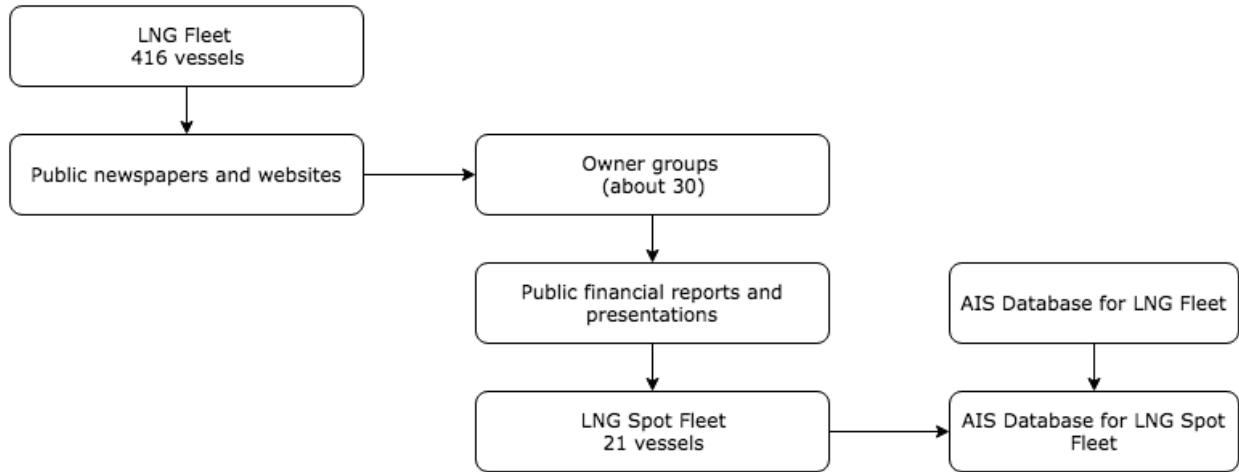 LNG Fleet
416 vessels
Public newspapers and websites
Owner groups
(about 30)
Public financial reports and
presentations
AIS Database for LNG Fleet
LNG Spot Fleet
21 vessels
AIS Database for LNG Spot
Fleet